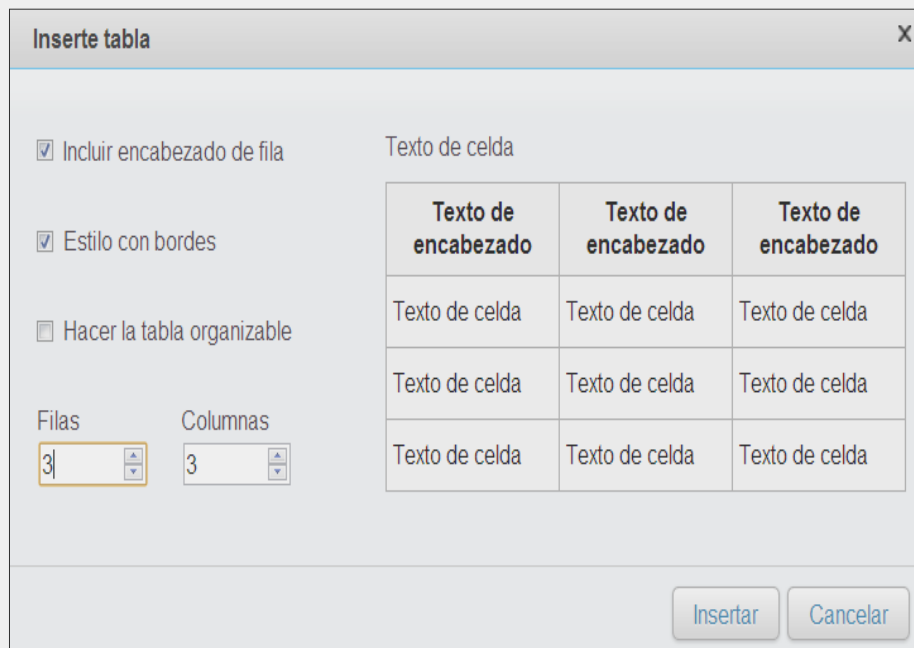 Inserte tabla
x
Incluir encabezado de fila
Estilo con bordes
Hacer la tabla organizable
Filas Columnas
3 3
Texto de celda
Texto de Texto de Texto de
encabezado encabezado encabezado
Texto de celda Texto de celda Texto de celda
Texto de celda Texto de celda Texto de celda
Texto de celda Texto de celda Texto de celda
Insertar Cancelar